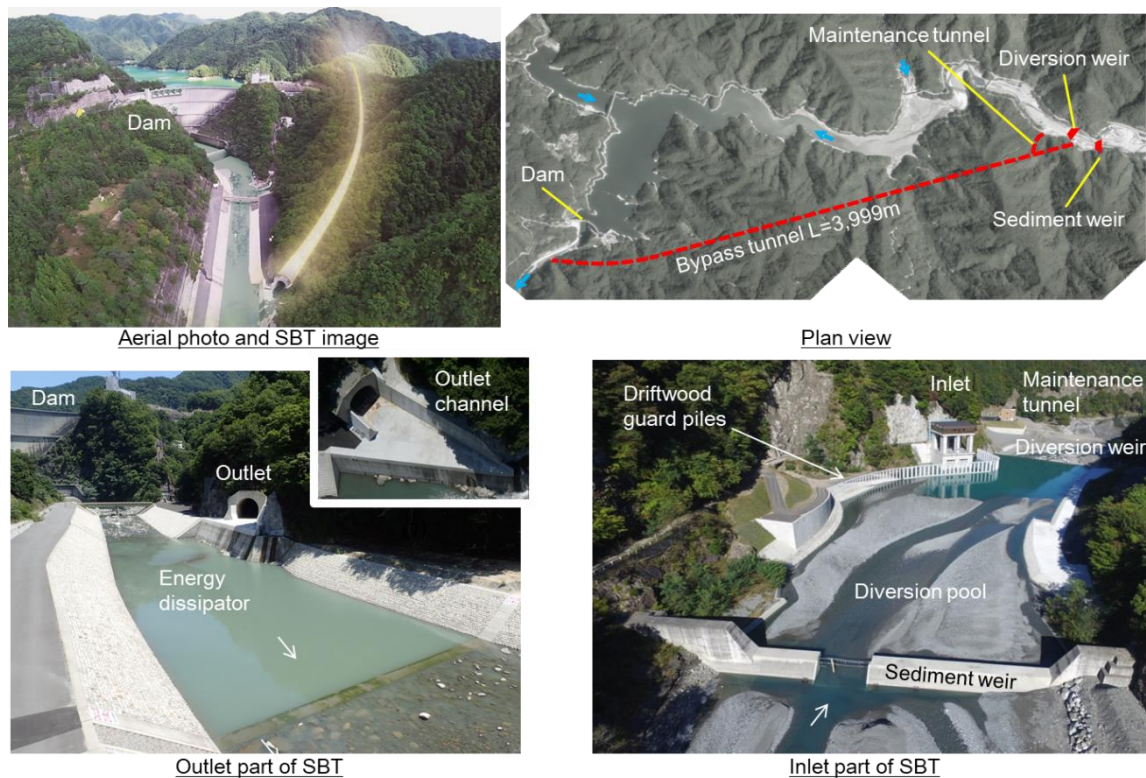 Dam
Aerial photo and SBT image
Maintenance
tunnel
Diversion weir
Dam
Sediment weir
Bypass tunnel L=3,999m
Plan view
Dam
Outlet
channel
Outlet
Energy
dissipator
Outlet part of SBT
Driftwood
guard piles
Inlet
Maintenance
tunnel
Diversion weir
Diversion pool
Sediment weir
Inlet part of SBT